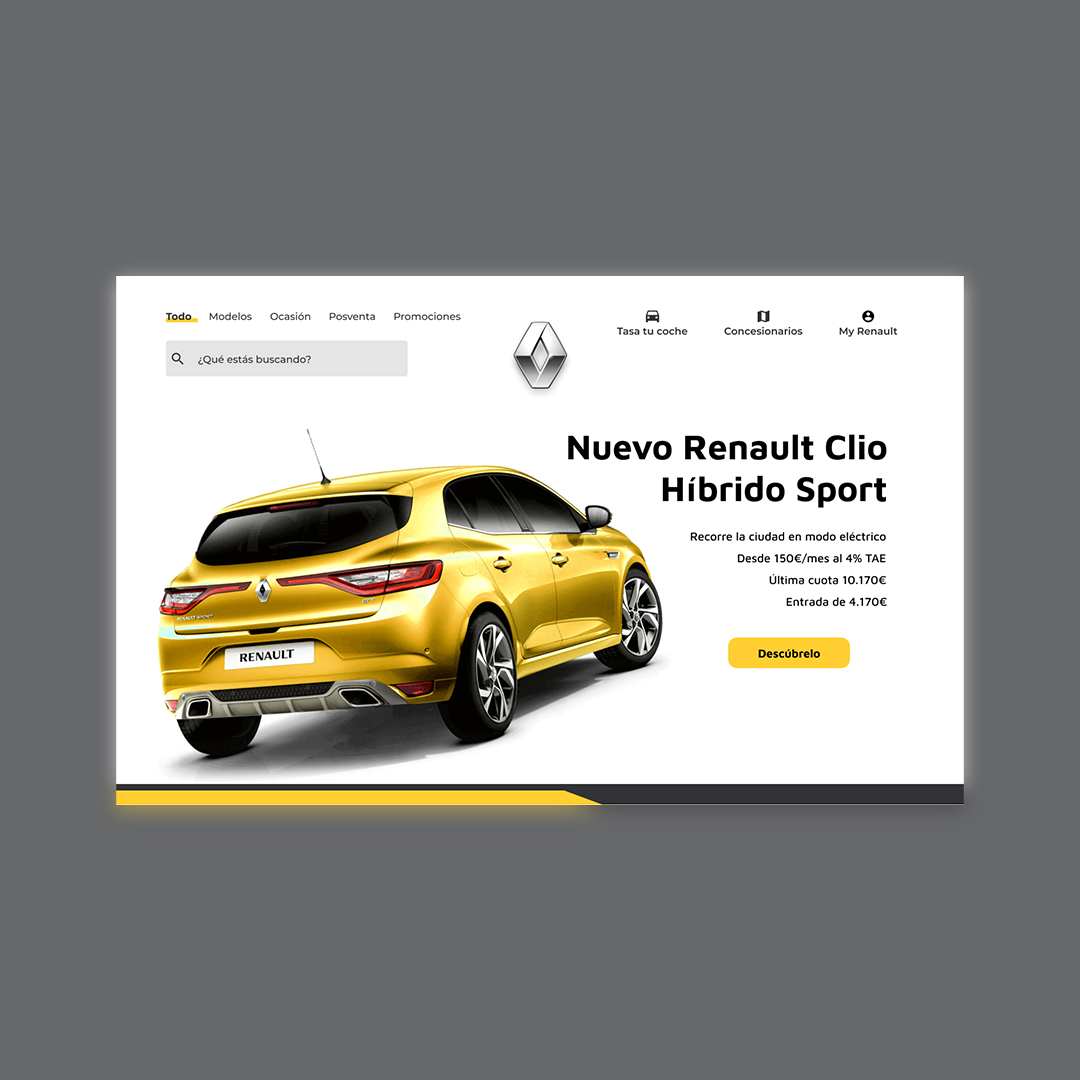 Todo Modelos Ocasión Posventa Promociones
¿Qué estás buscando?
Tasa tu coche Concesionarios My Renault
Nuevo Renault Clio
Híbrido Sport
Recorre la ciudad en modo eléctrico
Desde 150€/mes al 4% TAE
Última cuota 10.170€
Entrada de 4.170€
Descúbrelo
RENAULT SPORT
RENAULT